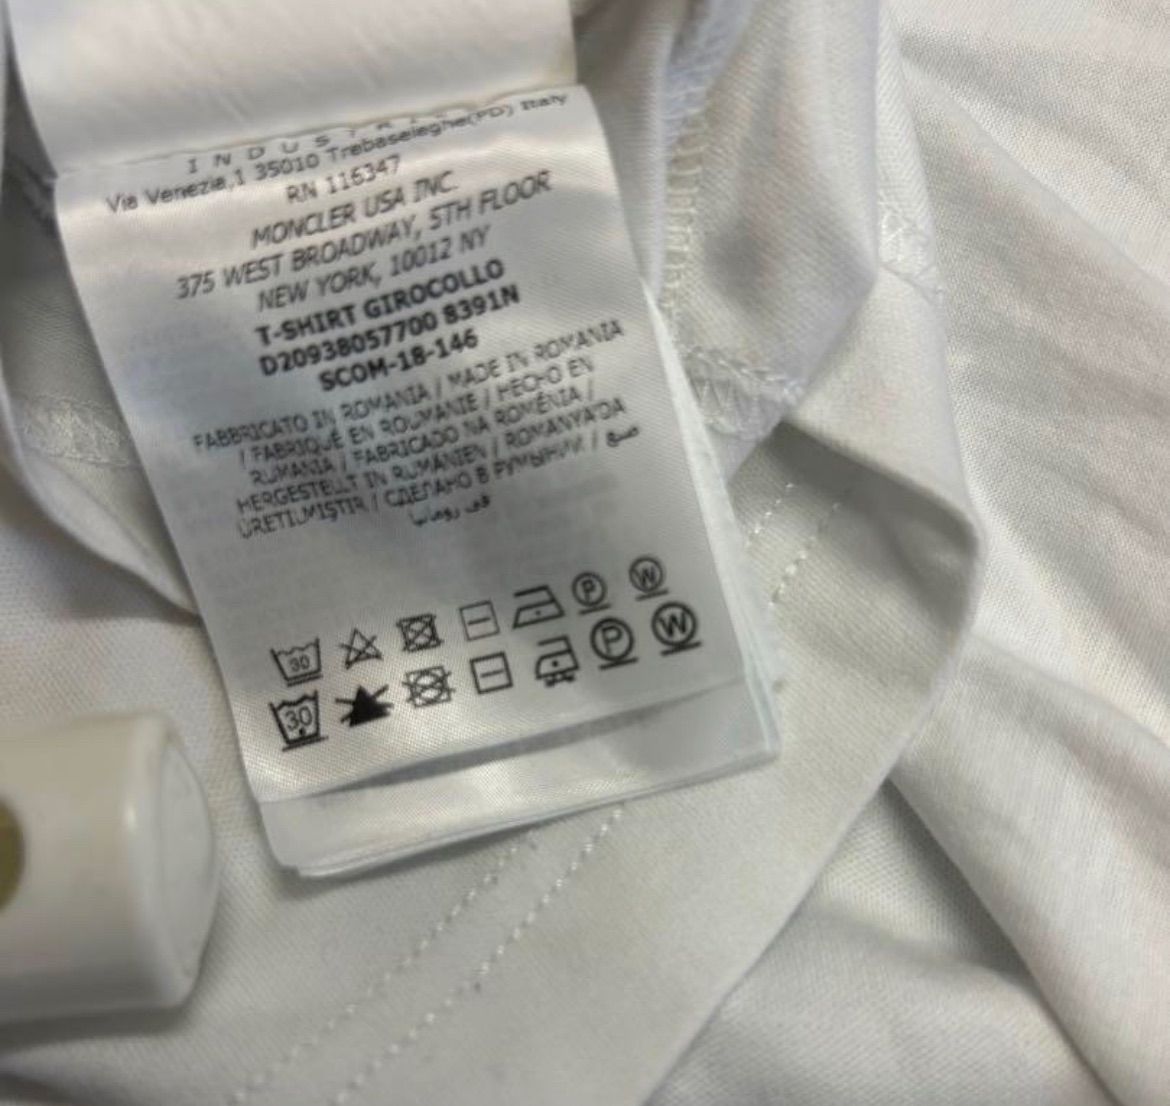 INDUSTRIES
Via Venezia,1 35010 Trebaseleghe(PD) Italy
RN 116347
MONCLER USA INC.
375 WEST BROADWAY, 5TH FLOOR
NEW YORK, 10012 NY
T-SHIRT GIROCOLLO
D20938057700 8391N
SCOM-18-146
FABBRICATO IN ROMANIA / MADE IN ROMANIA
/ FABRIQUÉ EN ROUMANIE / HECHO EN
RUMANIA / FABRICADO NA ROMÉNIA /
HERGESTELLT IN RUMÄNIEN / ROMANYA'DA
ÜRETILMIŞTIR / СДЕЛАНО В РУМЫНИИ / صنع
في رومانيا
30 P W
30 P W